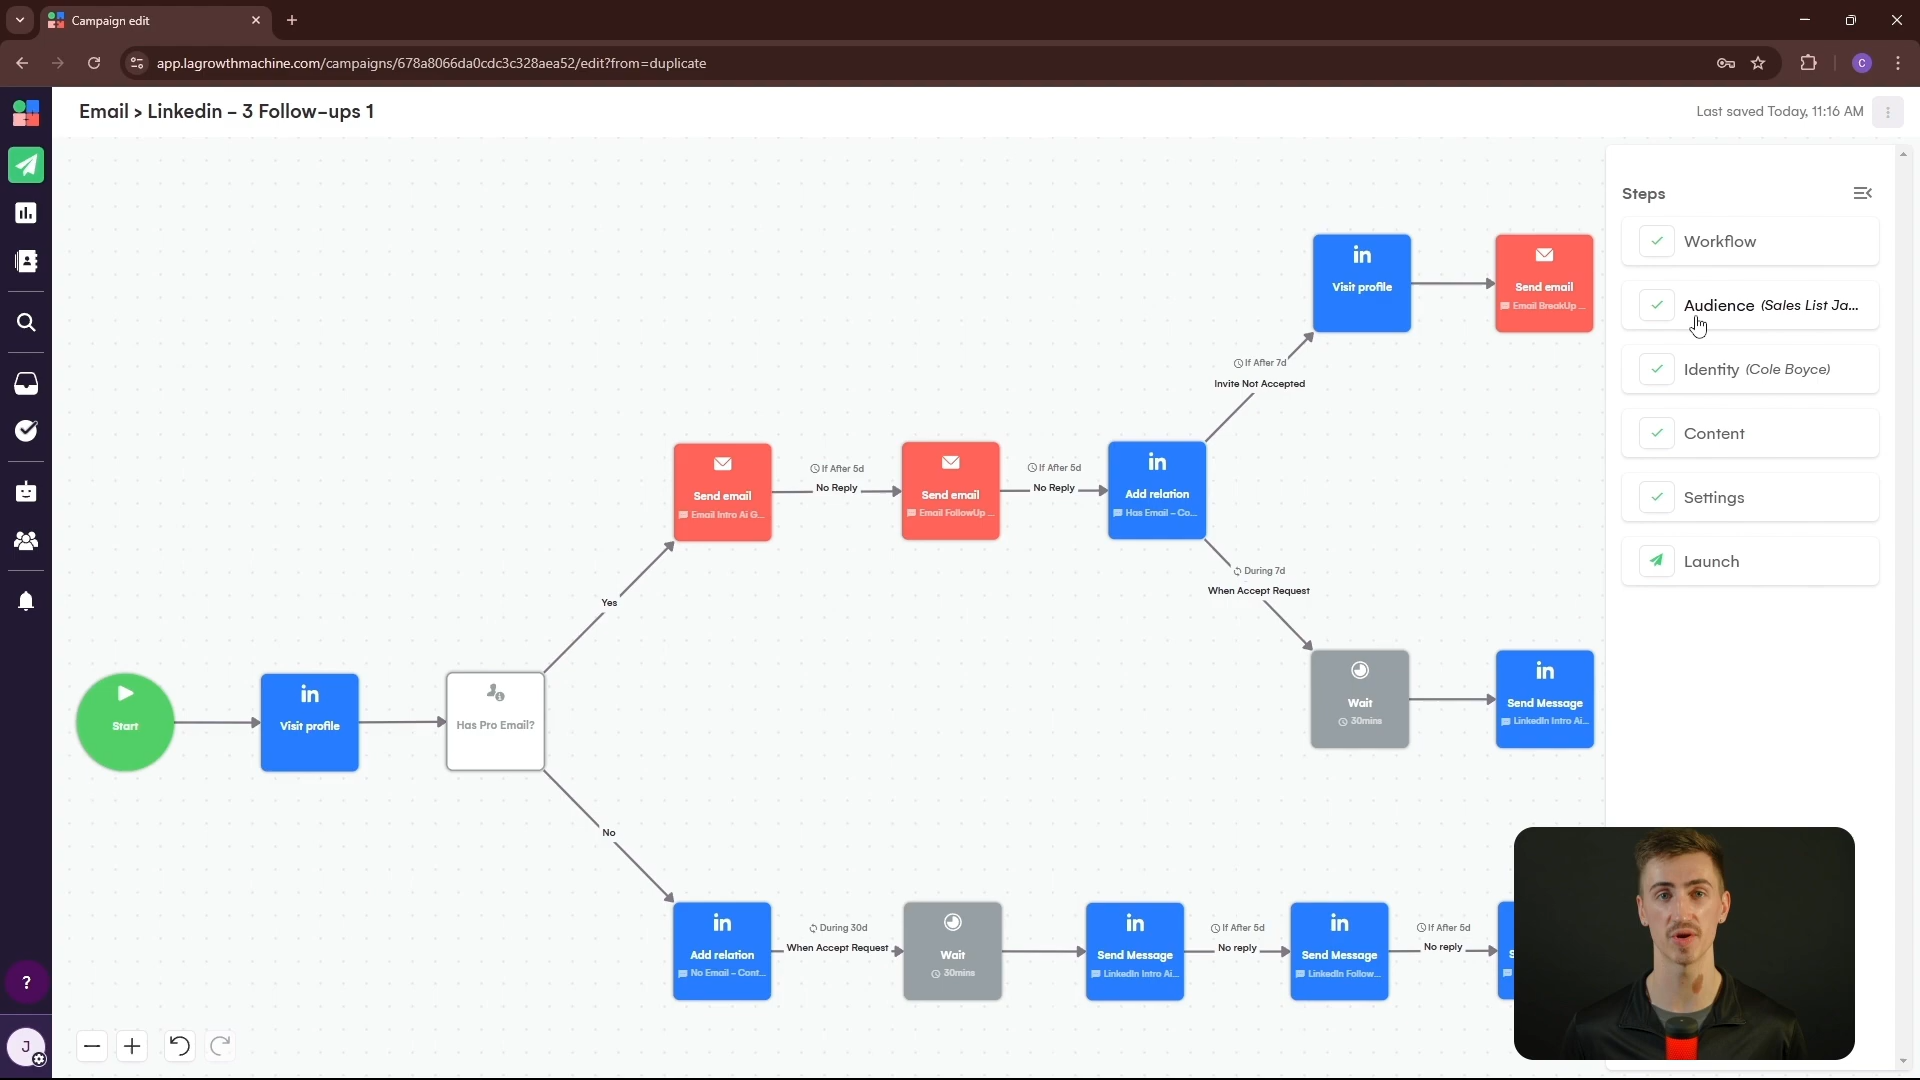 Campaign edit
app.lagrowthmachine.com/campaigns/678a8066da0cdc3c328aea52/edit?from=duplicate
C
Email > Linkedin - 3 Follow-ups 1
Last saved Today, 11:16 AM
Steps
Workflow
Audience (Sales List Ja...
Identity (Cole Boyce)
Content
Settings
Launch
Visit profile
Send email
Email BreakUp ...
If After 7d
Invite Not Accepted
Send email
Email Intro Ai G...
If After 5d
No Reply
Send email
Email FollowUp ...
If After 5d
No Reply
Add relation
Has Email - Co...
During 7d
When Accept Request
Yes
Start
Visit profile
Has Pro Email?
Wait
30mins
Send Message
LinkedIn Intro Ai...
No
Add relation
No Email - Cont...
During 30d
When Accept Request
Wait
30mins
Send Message
LinkedIn Intro Ai...
If After 5d
No reply
Send Message
LinkedIn Follow...
If After 5d
No reply
S
?
J